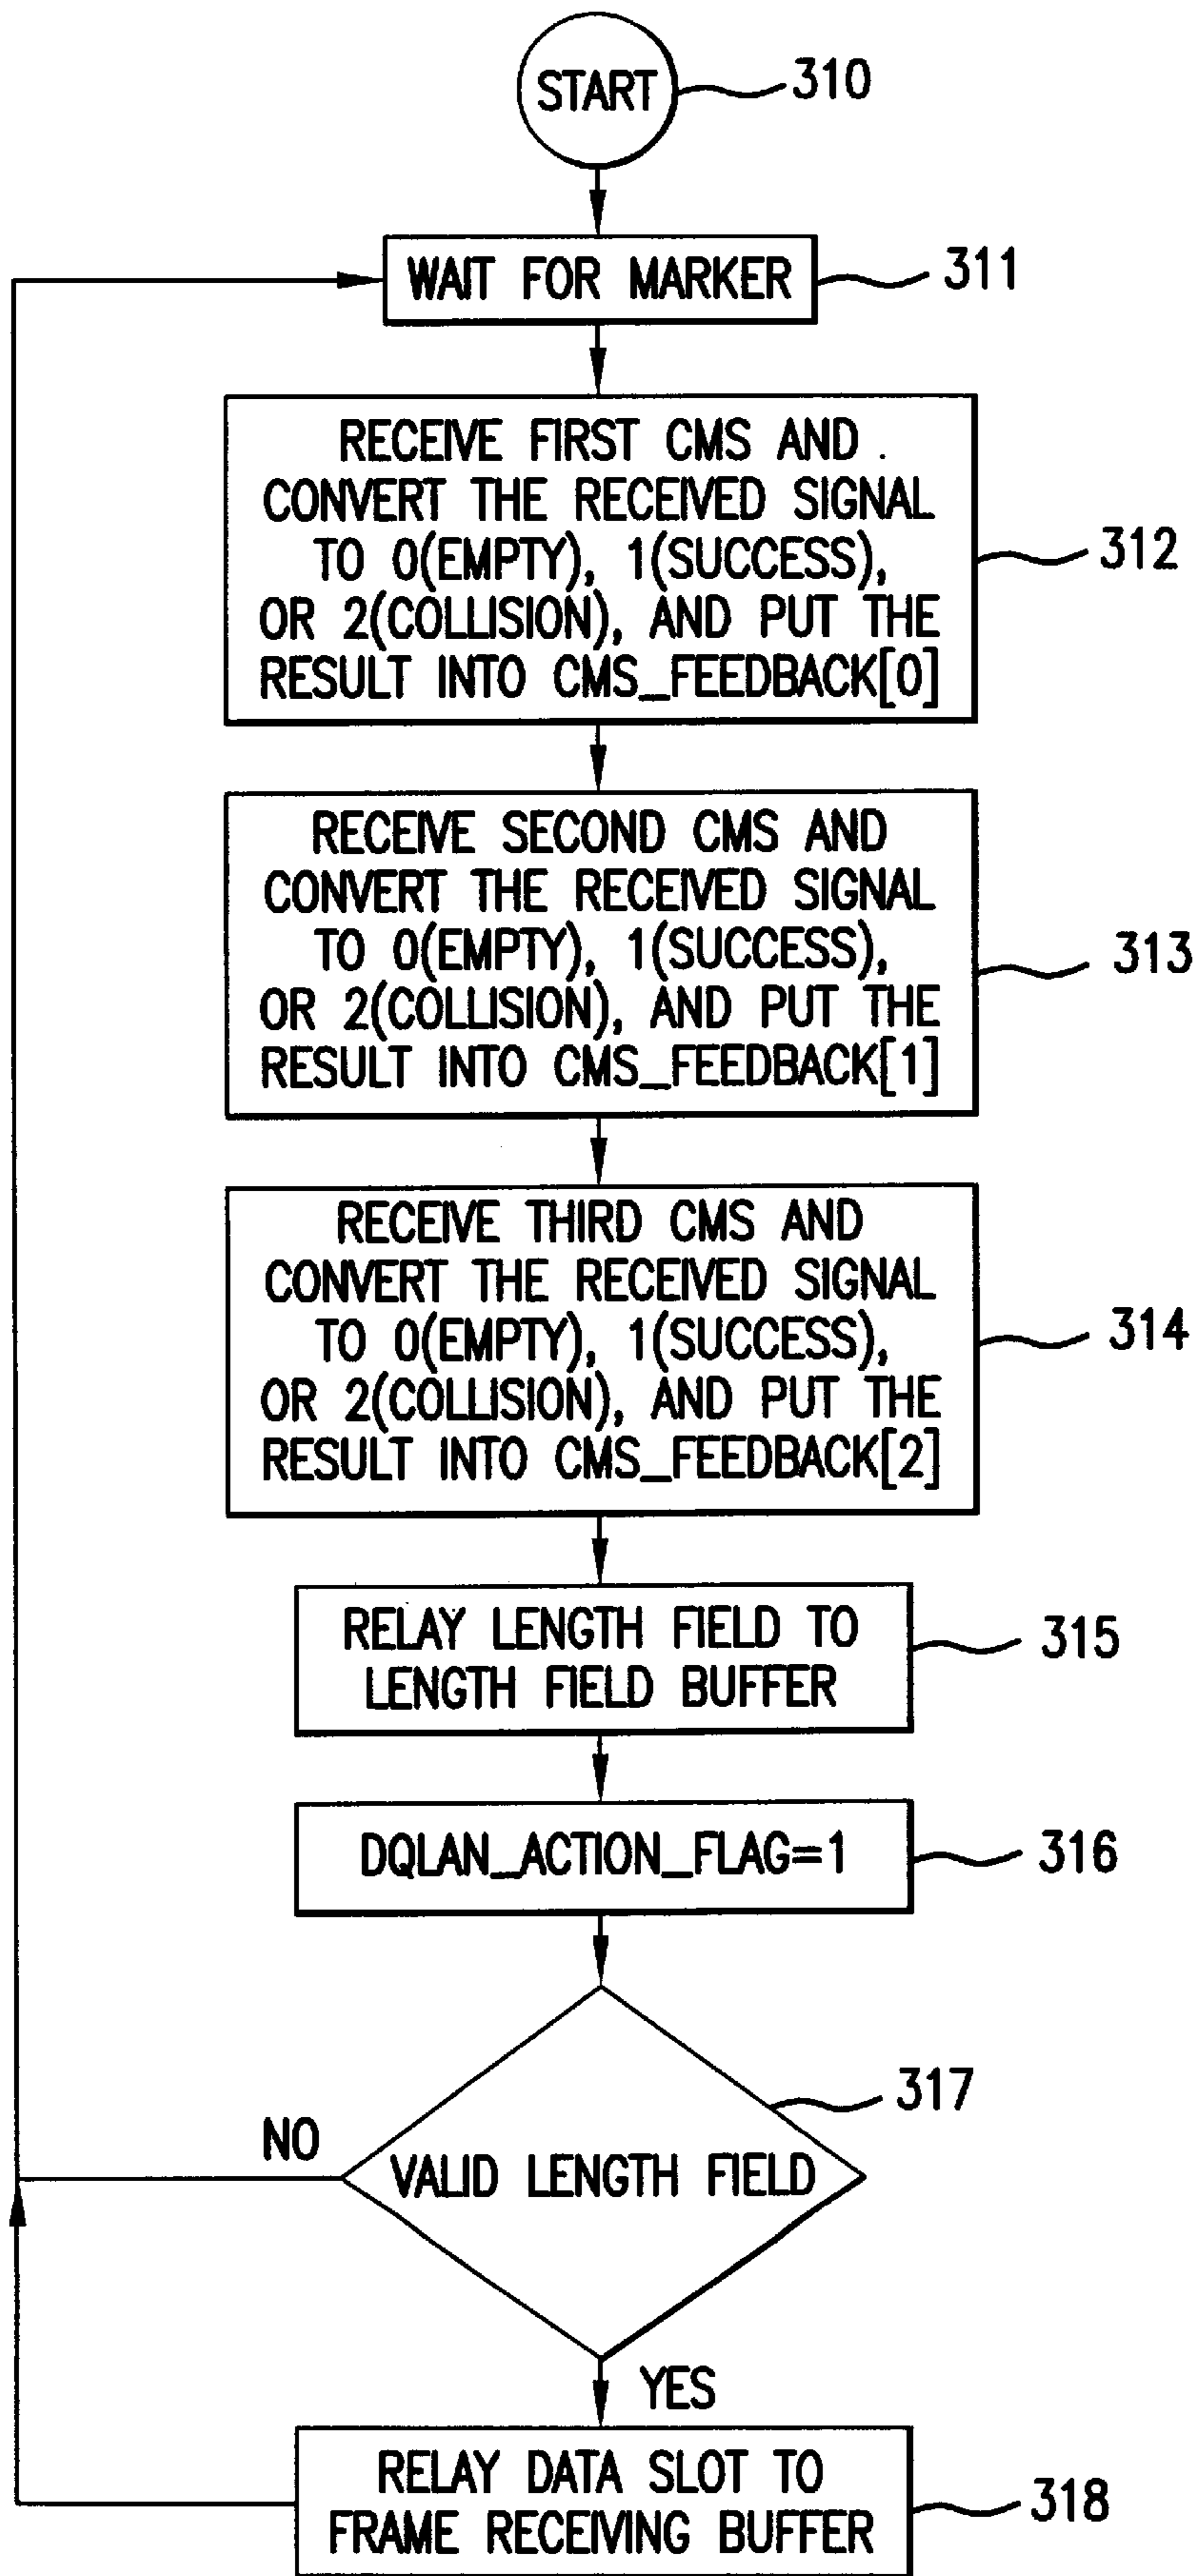 START
310
WAIT FOR MARKER
311
RECEIVE FIRST CMS AND
CONVERT THE RECEIVED SIGNAL
TO 0(EMPTY), 1(SUCCESS),
OR 2(COLLISION), AND PUT THE
RESULT INTO CMS_FEEDBACK[0]
312
RECEIVE SECOND CMS AND
CONVERT THE RECEIVED SIGNAL
TO 0(EMPTY), 1(SUCCESS),
OR 2(COLLISION), AND PUT THE
RESULT INTO CMS_FEEDBACK[1]
313
RECEIVE THIRD CMS AND
CONVERT THE RECEIVED SIGNAL
TO 0(EMPTY), 1(SUCCESS),
OR 2(COLLISION), AND PUT THE
RESULT INTO CMS_FEEDBACK[2]
314
RELAY LENGTH FIELD TO
LENGTH FIELD BUFFER
315
DQLAN_ACTION_FLAG=1
316
317
NO
VALID LENGTH FIELD
YES
RELAY DATA SLOT TO
FRAME RECEIVING BUFFER
318